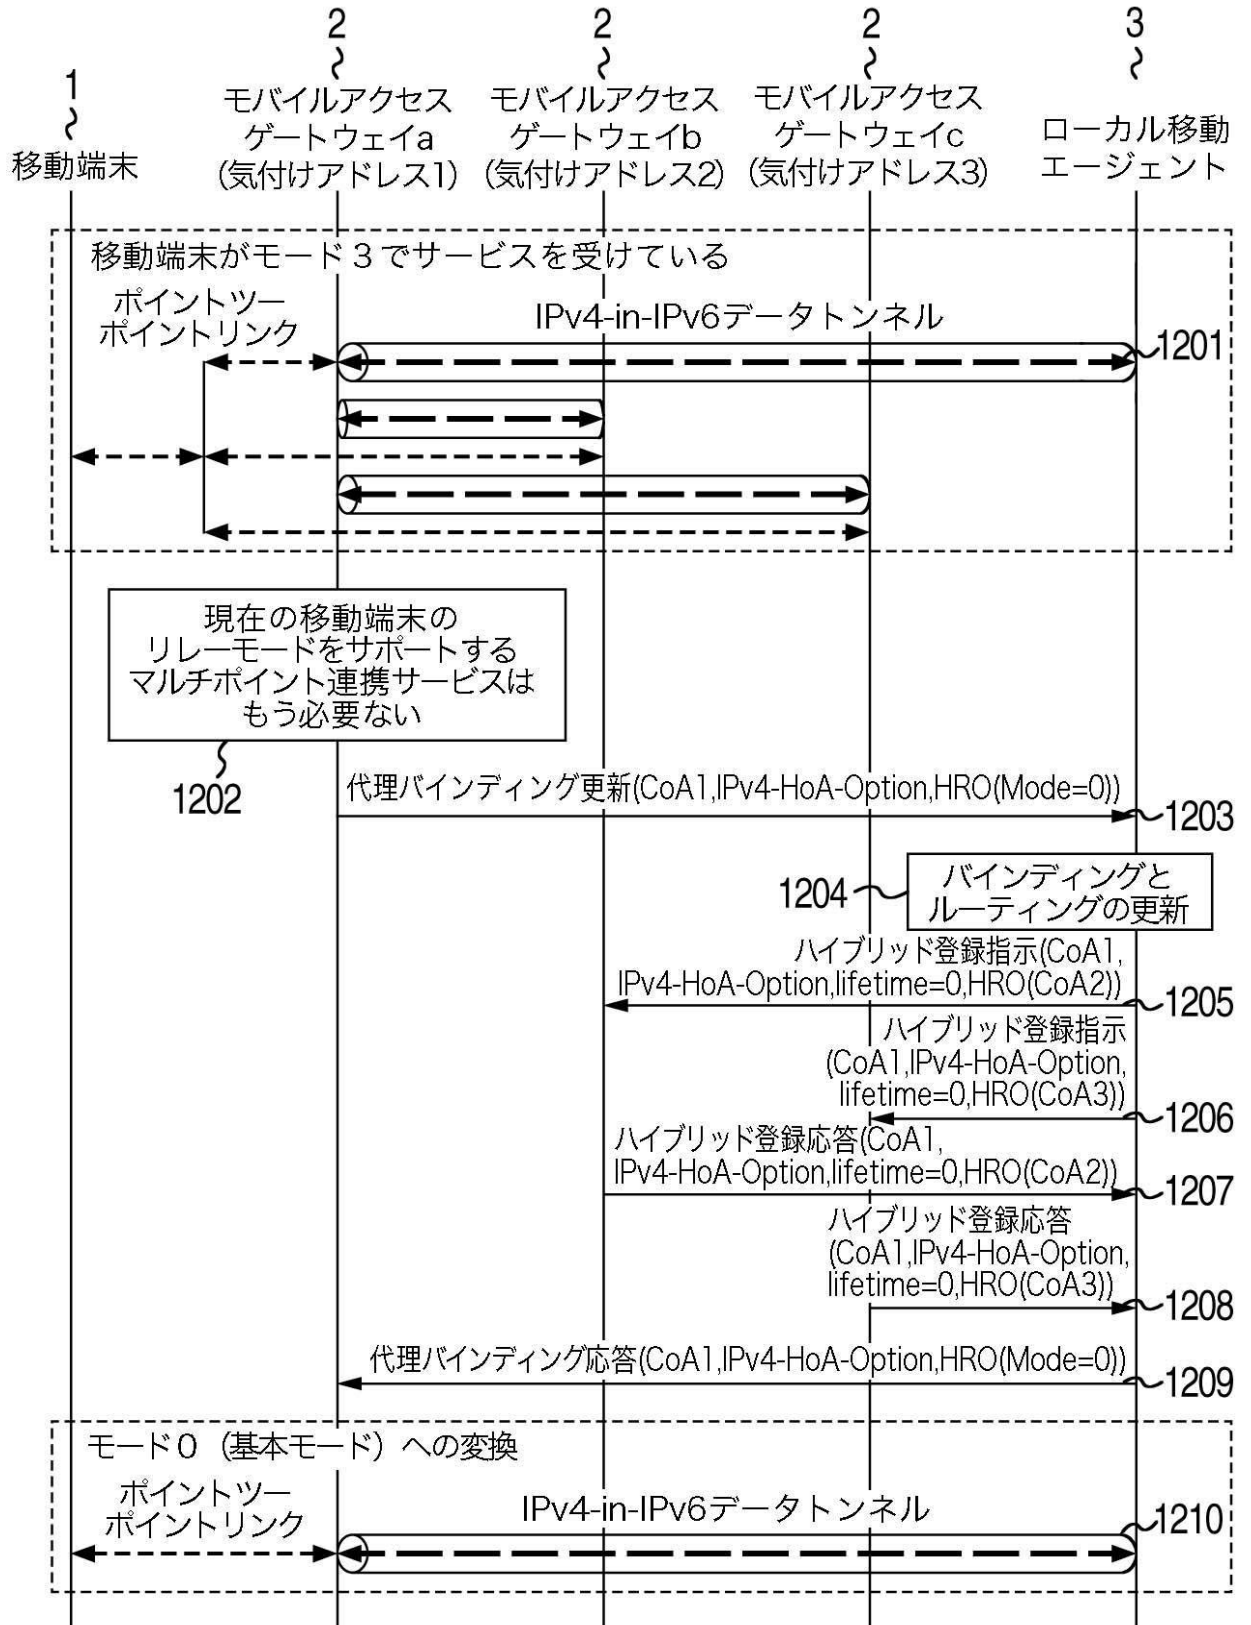 1
2
2
2
3
移動端末
モバイルアクセス
ゲートウェイa
(気付けアドレス1)
モバイルアクセス
ゲートウェイb
(気付けアドレス2)
モバイルアクセス
ゲートウェイc
(気付けアドレス3)
ローカル移動
エージェント
移動端末がモード3でサービスを受けている
ポイントツー
ポイントリンク
IPv4-in-IPv6データトンネル
1201
現在の移動端末の
リレーモードをサポートする
マルチポイント連携サービスは
もう必要ない
1202
代理バインディング更新(CoA1,IPv4-HoA-Option,HRO(Mode=0))
1203
1204
バインディングと
ルーティングの更新
ハイブリッド登録指示(CoA1,
IPv4-HoA-Option,lifetime=0,HRO(CoA2))
1205
ハイブリッド登録指示
(CoA1,IPv4-HoA-Option,
lifetime=0,HRO(CoA3))
1206
ハイブリッド登録応答(CoA1,
IPv4-HoA-Option,lifetime=0,HRO(CoA2))
1207
ハイブリッド登録応答
(CoA1,IPv4-HoA-Option,
lifetime=0,HRO(CoA3))
1208
代理バインディング応答(CoA1,IPv4-HoA-Option,HRO(Mode=0))
1209
モード0（基本モード）への変換
ポイントツー
ポイントリンク
IPv4-in-IPv6データトンネル
1210